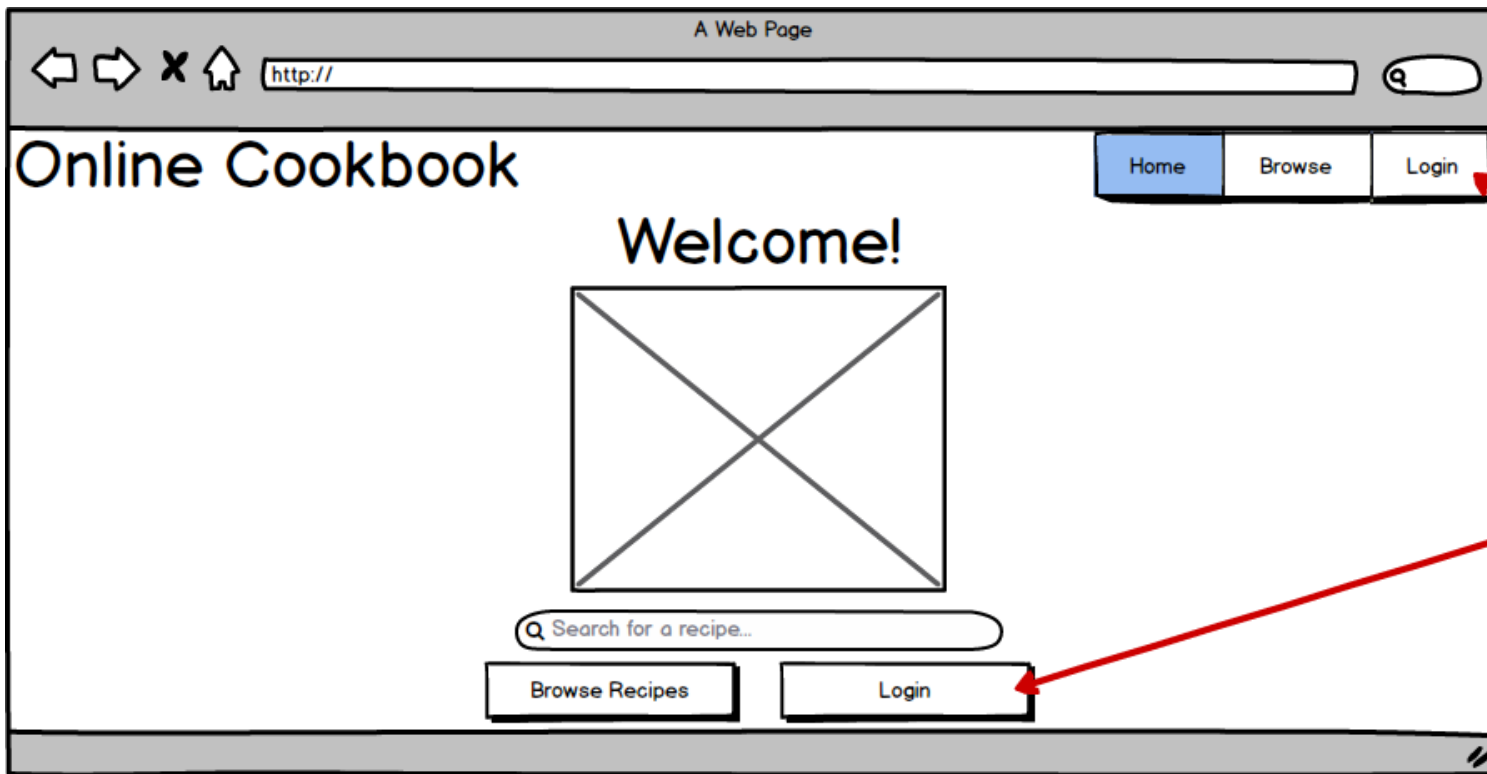 A Web Page
http://
Online Cookbook
Home Browse Login
Welcome!
Search for a recipe...
Browse Recipes Login